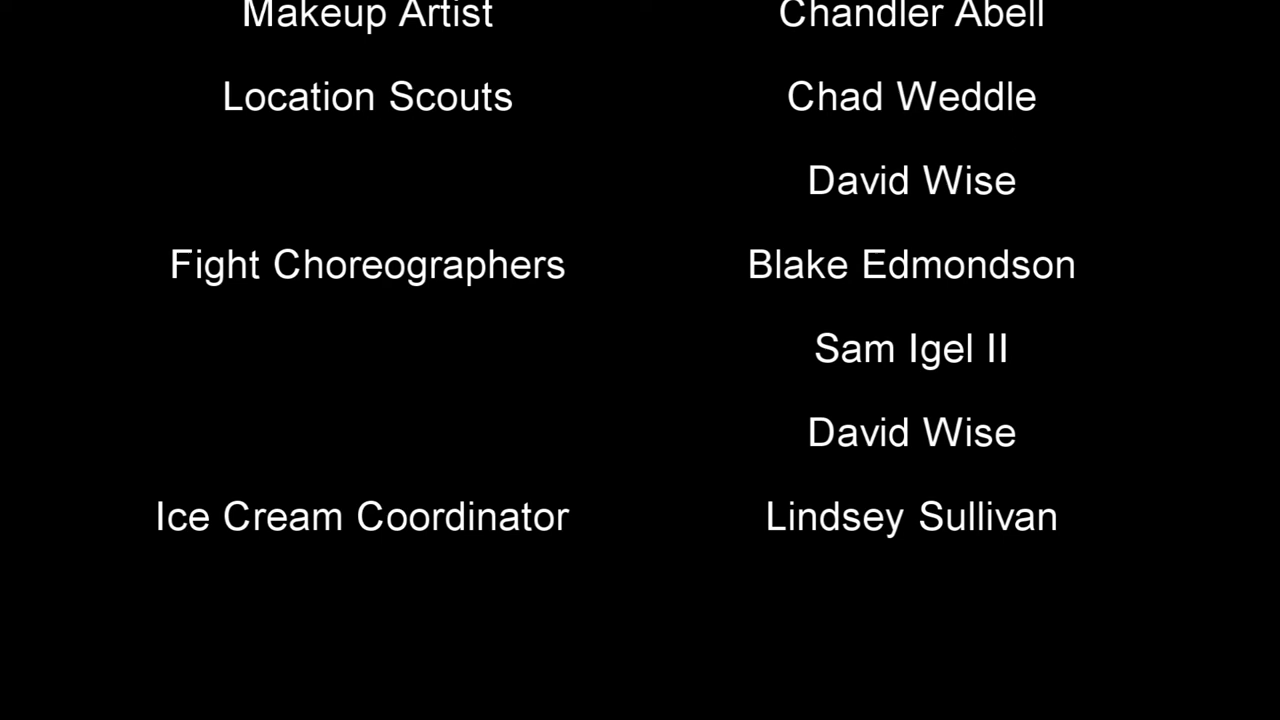 Makeup Artist Chandler Abell
Location Scouts Chad Weddle
David Wise
Fight Choreographers Blake Edmondson
Sam Igel II
David Wise
Ice Cream Coordinator Lindsey Sullivan